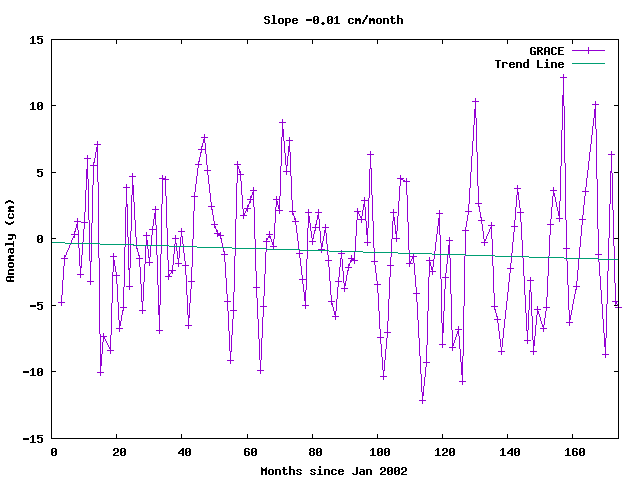 Slope -0.01 cm/month
GRACE
Trend Line
15
10
5
0
-5
-10
-15
Anomaly (cm)
0 20 40 60 80 100 120 140 160
Months since Jan 2002